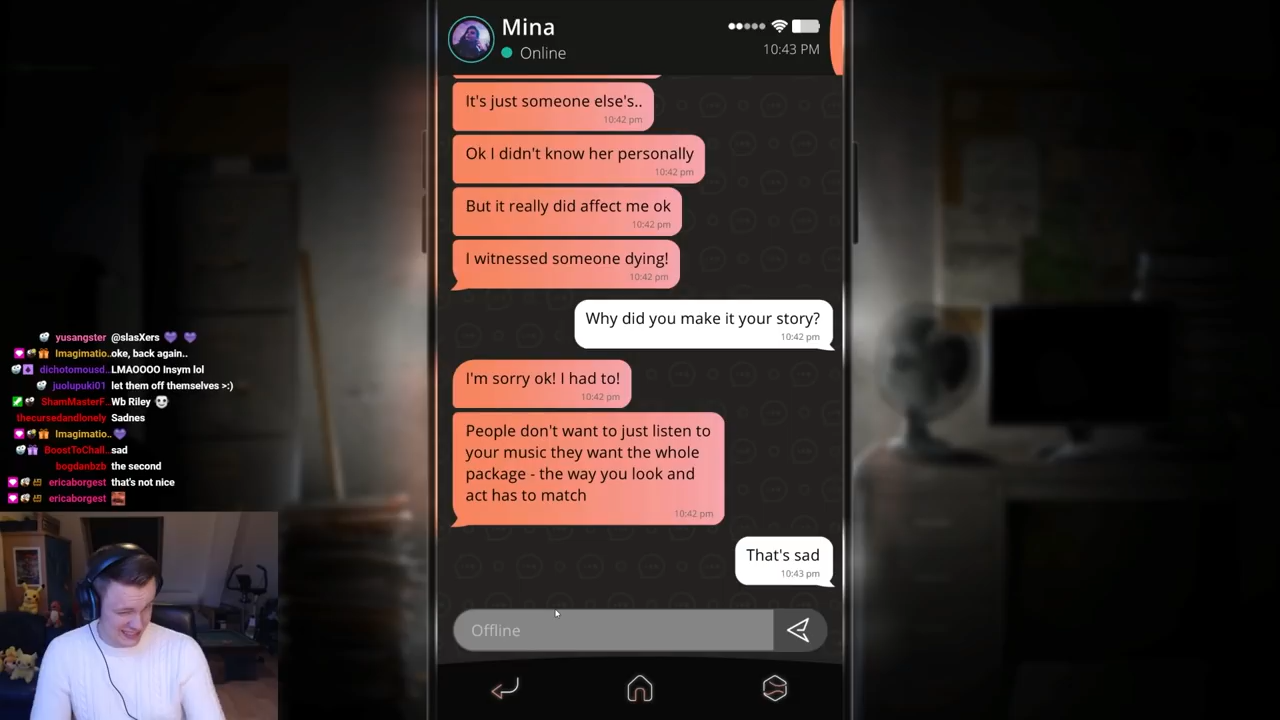 Mina
Online
10:43 PM
It's just someone else's..
10:42 pm
Ok I didn't know her personally
10:42 pm
But it really did affect me ok
10:42 pm
I witnessed someone dying!
10:42 pm
Why did you make it your story?
10:42 pm
I'm sorry ok! I had to!
10:42 pm
People don't want to just listen to
your music they want the whole
package - the way you look and
act has to match
10:42 pm
That's sad
10:43 pm
Offline
yusangster @slasXers
Imagimatio.. oke, back again..
dichotomousd.. LMAOOOO Insym lol
juolupuki01 let them off themselves >:)
ShamMasterF.. Wb Riley
thecursedandlonely Sadnes
Imagimatio..
BoostToChall.. sad
bogdanbzb the second
ericaborgest that's not nice
ericaborgest